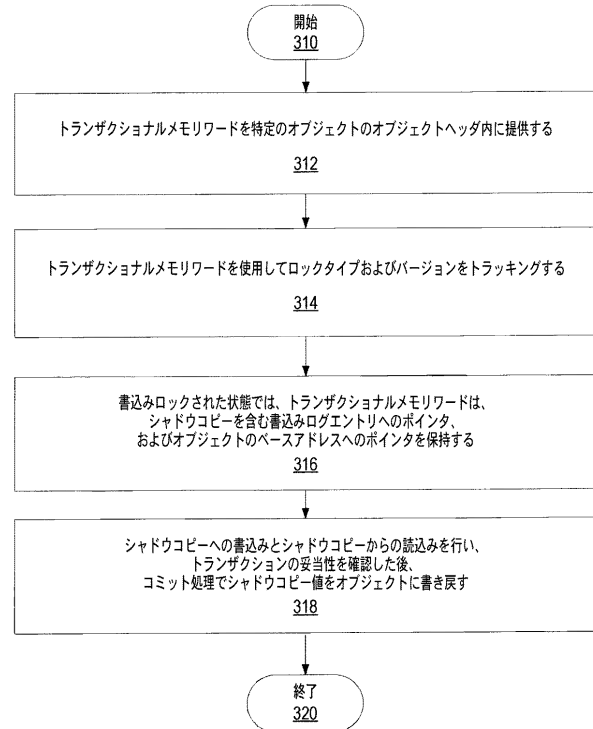 開始
310
トランザクショナルメモリワードを特定のオブジェクトのオブジェクトヘッダ内に提供する
312
トランザクショナルメモリワードを使用してロックタイプおよびバージョンをトラッキングする
314
書込みロックされた状態では、トランザクショナルメモリワードは、
シャドウコピーを含む書込みログエントリへのポインタ、
およびオブジェクトのベースアドレスへのポインタを保持する
316
シャドウコピーへの書込みとシャドウコピーからの読込みを行い、
トランザクションの妥当性を確認した後、
コミット処理でシャドウコピー値をオブジェクトに書き戻す
318
終了
320